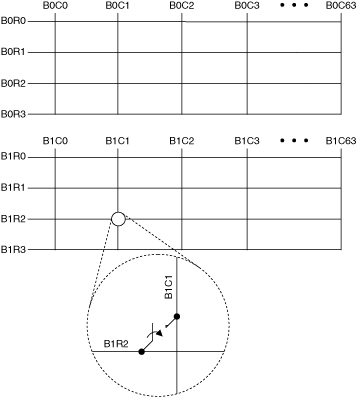 B0C0 B0C1 B0C2 B0C3 • • • B0C63
B0R0
B0R1
B0R2
B0R3
B1C0 B1C1 B1C2 B1C3 • • • B1C63
B1R0
B1R1
B1R2
B1R3
B1C1
B1R2